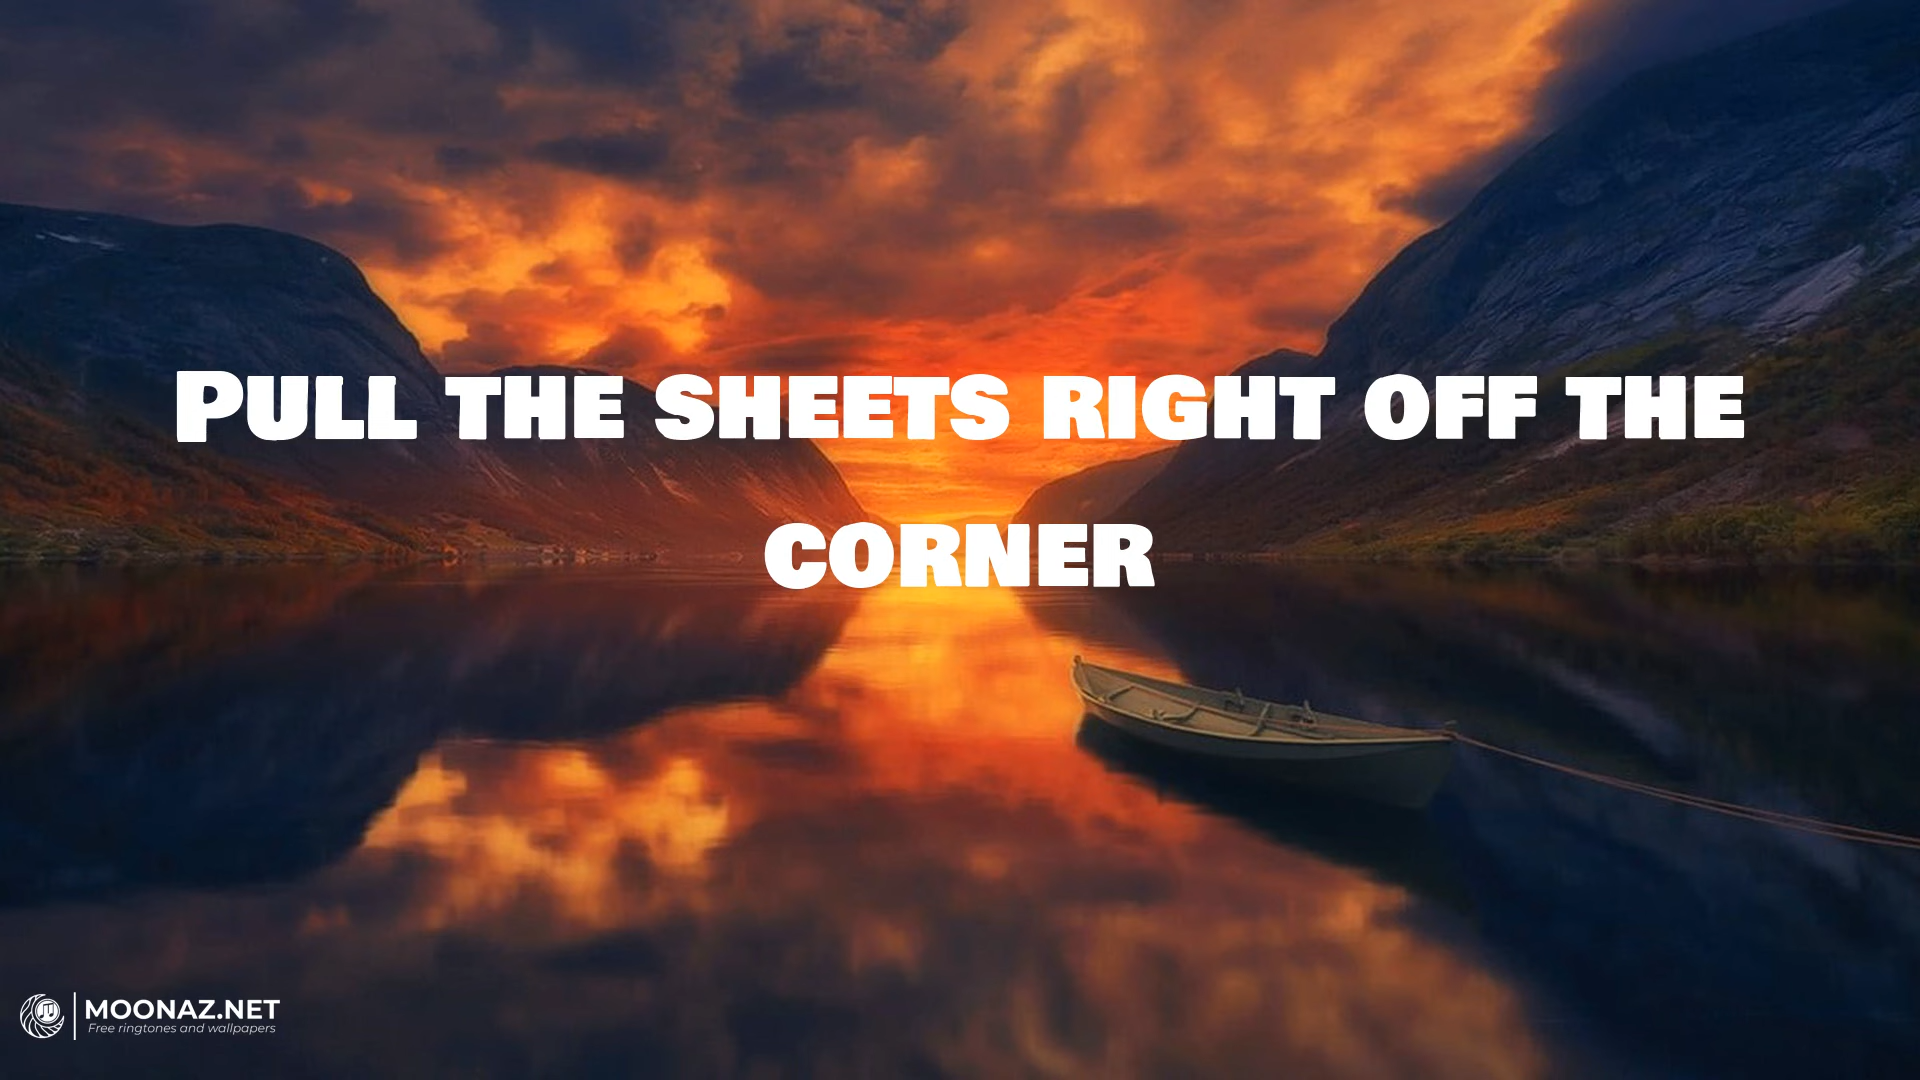 Pull the sheets right off the
corner
MOONAZ.NET
Free ringtones and wallpapers